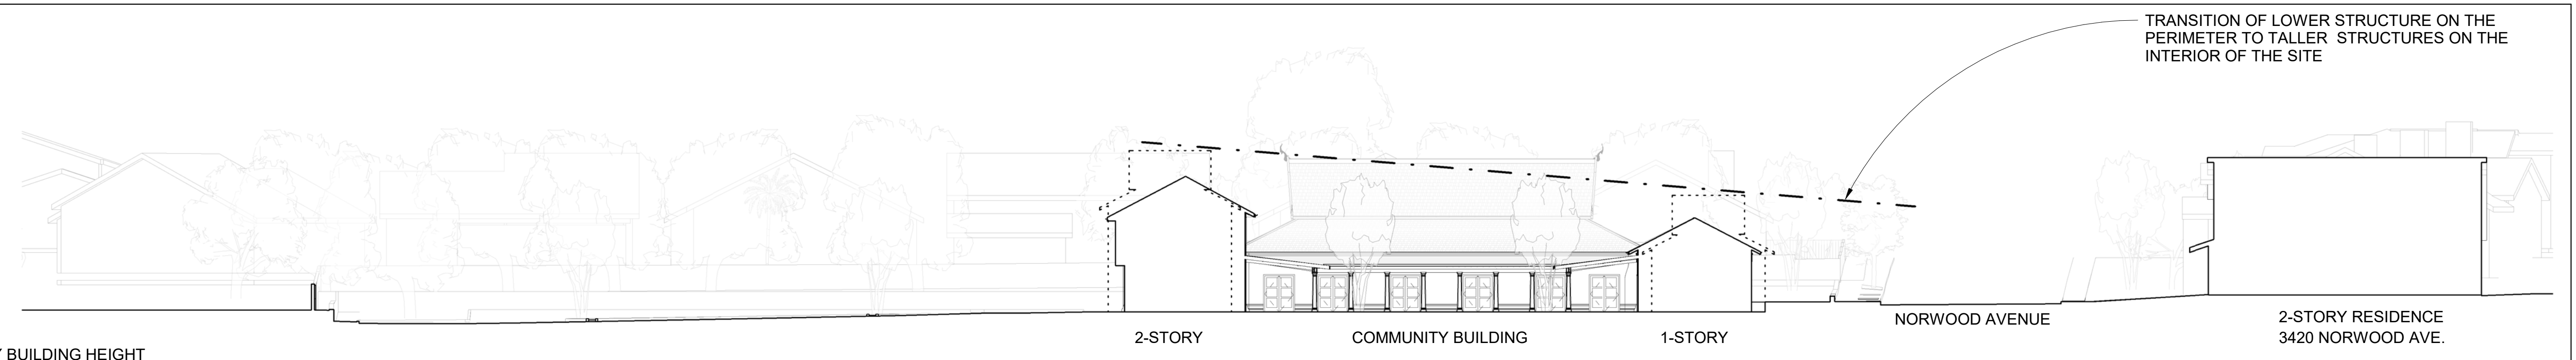 TRANSITION OF LOWER STRUCTURE ON THE
PERIMETER TO TALLER STRUCTURES ON THE
INTERIOR OF THE SITE
2-STORY
COMMUNITY BUILDING
1-STORY
NORWOOD AVENUE
2-STORY RESIDENCE
3420 NORWOOD AVE.
BUILDING HEIGHT